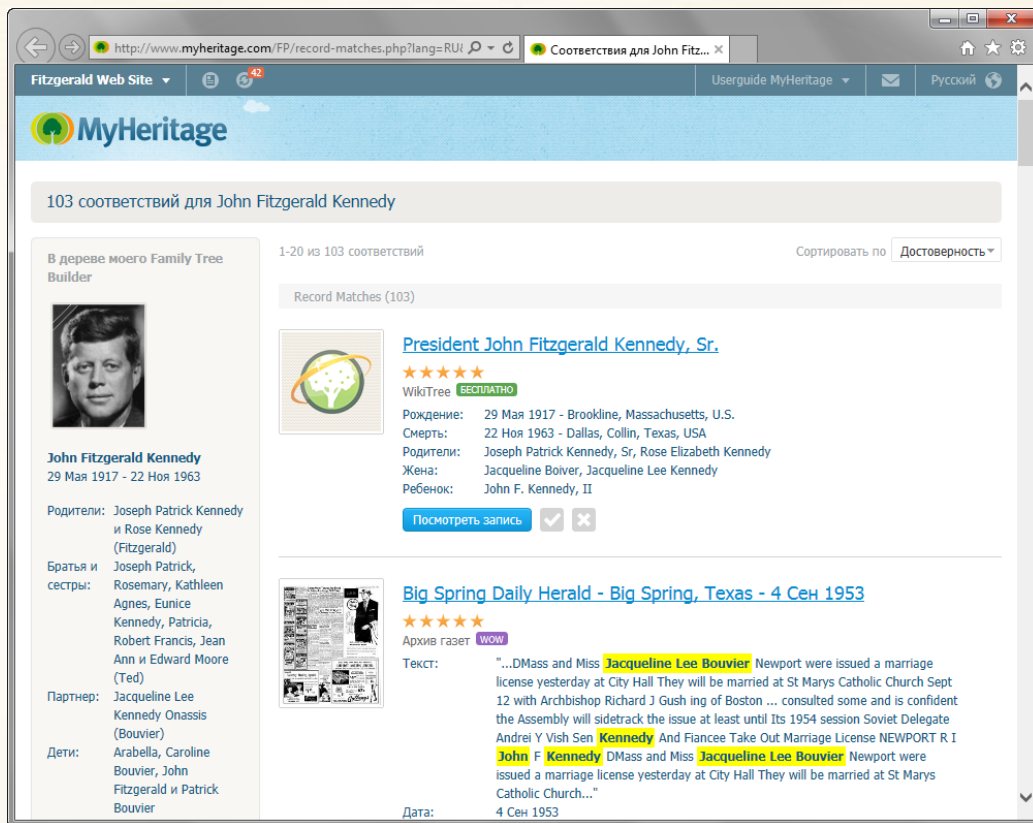 http://www.myheritage.com/FP/record-matches.php?lang=RU
Соответствия для John Fitz...
Fitzgerald Web Site
42
Userguide MyHeritage
Русский
MyHeritage
103 соответствий для John Fitzgerald Kennedy
В дереве моего Family Tree
Builder
John Fitzgerald Kennedy
29 Мая 1917 - 22 Ноя 1963
Родители: Joseph Patrick Kennedy
и Rose Kennedy
(Fitzgerald)
Братья и Joseph Patrick,
сестры: Rosemary, Kathleen
Agnes, Eunice
Kennedy, Patricia,
Robert Francis, Jean
Ann и Edward Moore
(Ted)
Партнер: Jacqueline Lee
Kennedy Onassis
(Bouvier)
Дети: Arabella, Caroline
Bouvier, John
Fitzgerald и Patrick
Bouvier
1-20 из 103 соответствий
Сортировать по Достоверность
Record Matches (103)
President John Fitzgerald Kennedy, Sr.
WikiTree БЕСПЛАТНО
Рождение: 29 Мая 1917 - Brookline, Massachusetts, U.S.
Смерть: 22 Ноя 1963 - Dallas, Collin, Texas, USA
Родители: Joseph Patrick Kennedy, Sr, Rose Elizabeth Kennedy
Жена: Jacqueline Boiver, Jacqueline Lee Kennedy
Ребенок: John F. Kennedy, II
Посмотреть запись
Big Spring Daily Herald - Big Spring, Texas - 4 Сен 1953
Архив газет WOW
Текст: "...DMass and Miss Jacqueline Lee Bouvier Newport were issued a marriage
license yesterday at City Hall They will be married at St Marys Catholic Church Sept
12 with Archbishop Richard J Gush ing of Boston ... consulted some and is confident
the Assembly will sidetrack the issue at least until Its 1954 session Soviet Delegate
Andrei Y Vish Sen Kennedy And Fiancee Take Out Marriage License NEWPORT R I
John F Kennedy DMass and Miss Jacqueline Lee Bouvier Newport were
issued a marriage license yesterday at City Hall They will be married at St Marys
Catholic Church..."
Дата: 4 Сен 1953